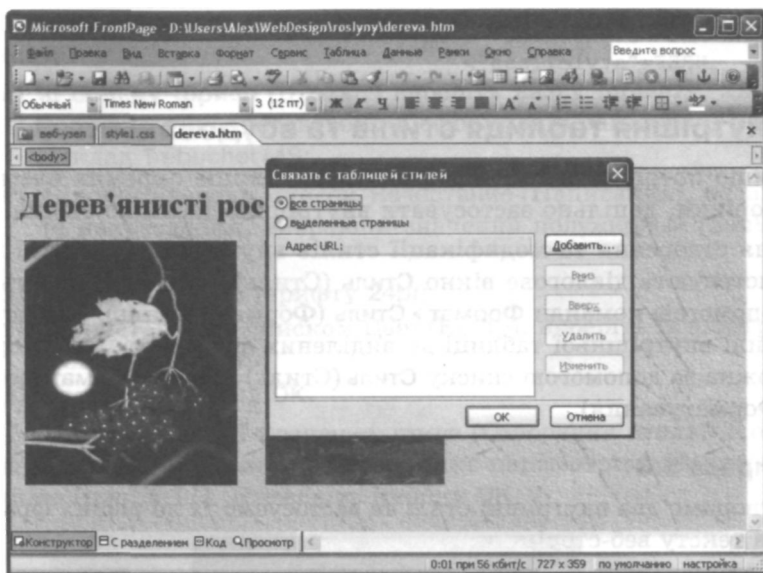 Microsoft FrontPage - D:\Users\Alex\WebDesign\roslyny\dereva.htm
Файл Правка Вид Вставка Формат Сервис Таблица Данные Рамки Окно Справка Введите вопрос
Обычный Times New Roman 3 (12 пт) Ж К Ч
веб-узел style1.css dereva.htm
<body>
Дерев'янисті рос
Связать с таблицей стилей
все страницы
выделенные страницы
Адрес URL:
Добавить...
Вниз
Вверх
Удалить
Изменить
ОК Отмена
Конструктор С разделением Код Просмотр
0:01 при 56 кбит/с 727 x 359 по умолчанию настройка